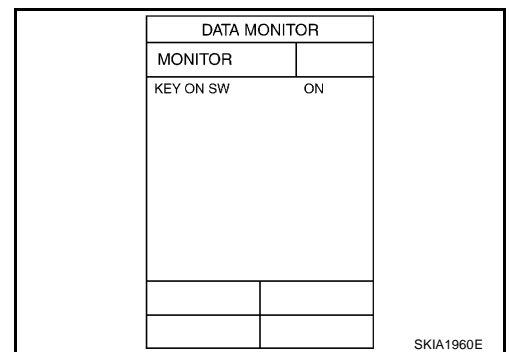 DATA MONITOR
MONITOR
KEY ON SW ON
SKIA1960E